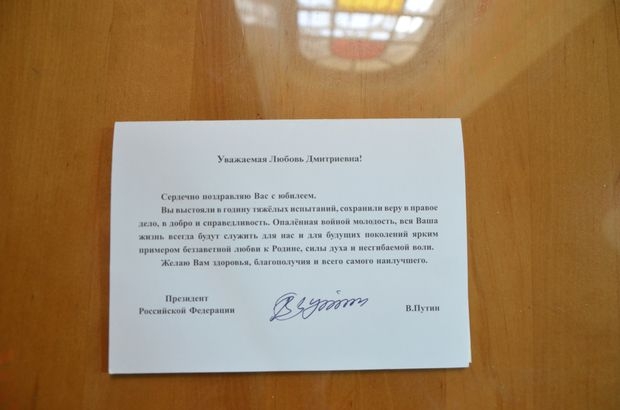 Уважаемая Любовь Дмитриевна!
Сердечно поздравляю Вас с юбилеем.
Вы выстояли в годину тяжёлых испытаний, сохранили веру в правое
дело, в добро и справедливость. Опалённая войной молодость, вся Ваша
жизнь всегда будут служить для нас и для будущих поколений ярким
примером беззаветной любви к Родине, силы духа и несгибаемой воли.
Желаю Вам здоровья, благополучия и всего самого наилучшего.
Президент
Российской Федерации
В.Путин